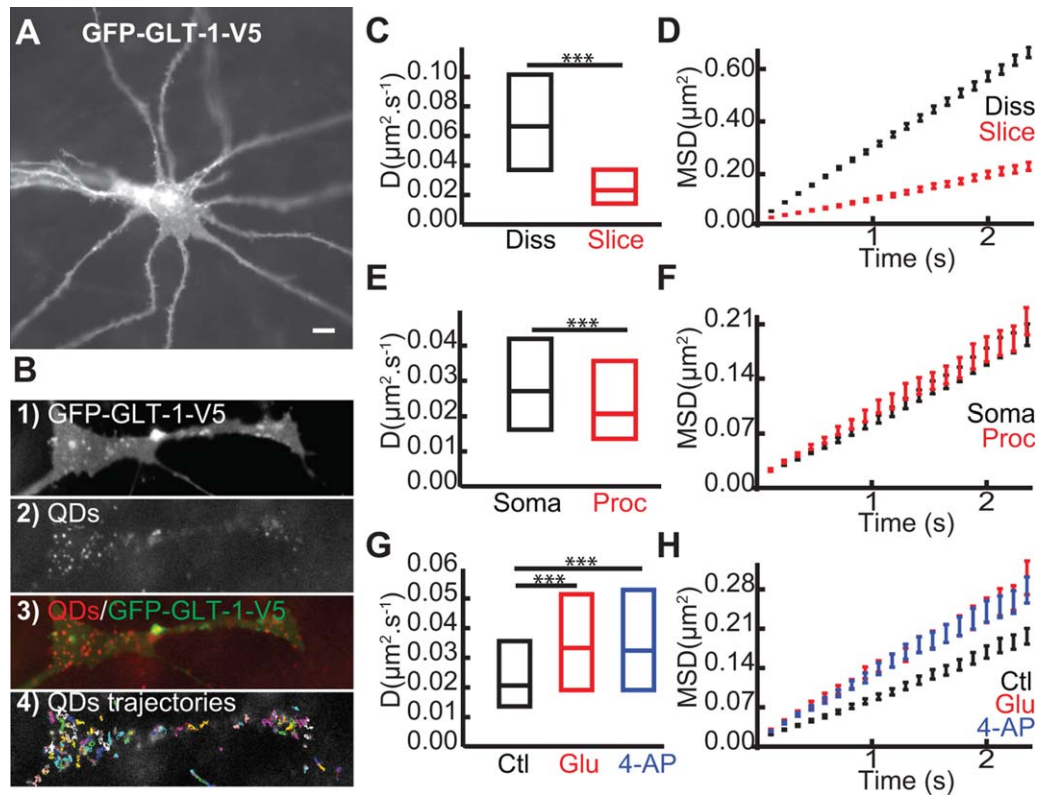 A
GFP-GLT-1-V5
B
1) GFP-GLT-1-V5
2) QDs
3) QDs/GFP-GLT-1-V5
4) QDs trajectories
C
D(µm².s⁻¹)
0.10
0.08
0.06
0.04
0.02
0.00
***
Diss Slice
D
MSD(µm²)
0.60
0.40
0.20
0.00
Diss
Slice
1 2
Time (s)
E
D(µm².s⁻¹)
0.04
0.03
0.02
0.01
0.00
***
Soma Proc
F
MSD(µm²)
0.21
0.14
0.07
0.00
Soma
Proc
1 2
Time (s)
G
D(µm².s⁻¹)
0.06
0.05
0.04
0.03
0.02
0.01
0.00
***
***
Ctl Glu 4-AP
H
MSD(µm²)
0.28
0.21
0.14
0.07
0.00
Ctl
Glu
4-AP
1 2
Time (s)